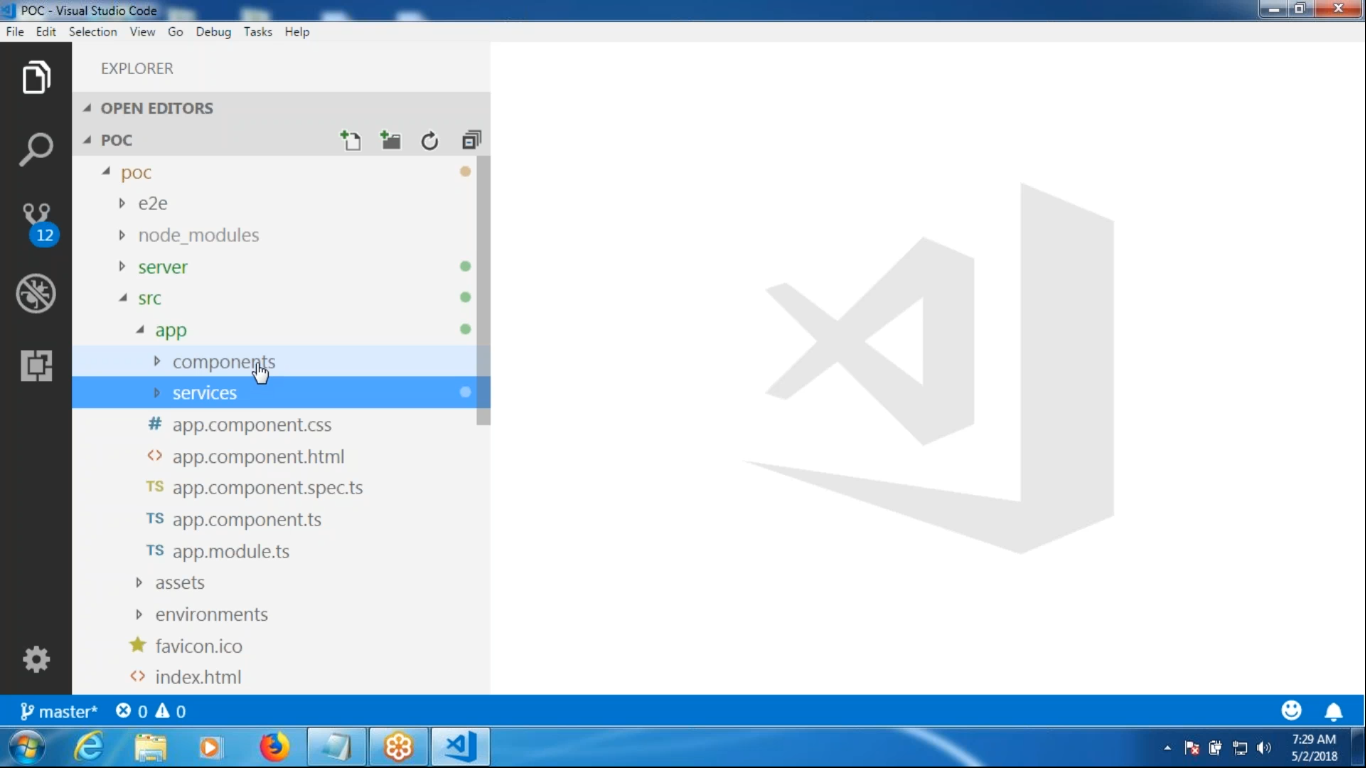 POC - Visual Studio Code
File Edit Selection View Go Debug Tasks Help
EXPLORER
OPEN EDITORS
POC
poc
e2e
node_modules
12
server
src
app
components
services
# app.component.css
<> app.component.html
TS app.component.spec.ts
TS app.component.ts
TS app.module.ts
assets
environments
favicon.ico
<> index.html
master* 0 0
7:29 AM
5/2/2018